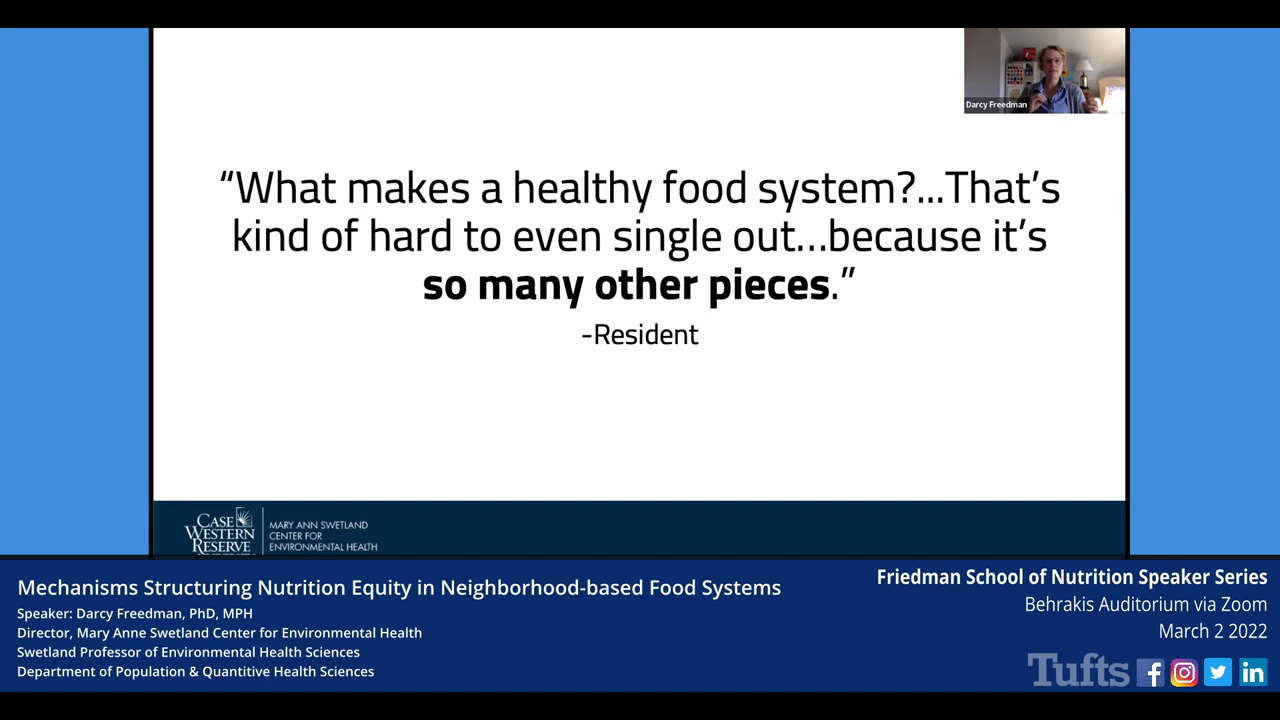 Darcy Freedman
“What makes a healthy food system?...That’s
kind of hard to even single out...because it’s
so many other pieces.”
-Resident
CASE
WESTERN
RESERVE
MARY ANN SWETLAND
CENTER FOR
ENVIRONMENTAL HEALTH
Mechanisms Structuring Nutrition Equity in Neighborhood-based Food Systems
Speaker: Darcy Freedman, PhD, MPH
Director, Mary Anne Swetland Center for Environmental Health
Swetland Professor of Environmental Health Sciences
Department of Population & Quantitative Health Sciences
Friedman School of Nutrition Speaker Series
Behrakis Auditorium via Zoom
March 2 2022
Tufts